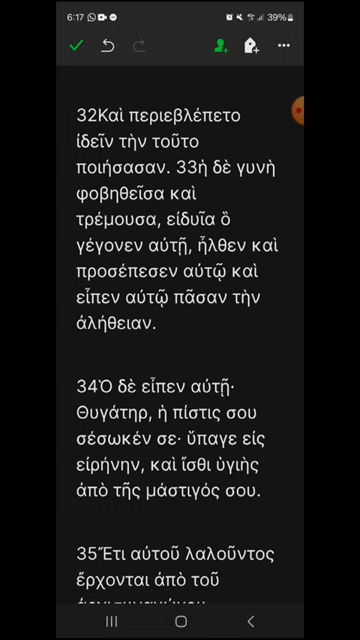 6:17
39%
32Καὶ περιεβλέπετο
ἰδεῖν τὴν τοῦτο
ποιήσασαν. 33ἡ δὲ γυνὴ
φοβηθεῖσα καὶ
τρέμουσα, εἰδυῖα ὃ
γέγονεν αὐτῇ, ἦλθεν καὶ
προσέπεσεν αὐτῷ καὶ
εἶπεν αὐτῷ πᾶσαν τὴν
ἀλήθειαν.
34Ὁ δὲ εἶπεν αὐτῇ·
Θυγάτηρ, ἡ πίστις σου
σέσωκέν σε· ὕπαγε εἰς
εἰρήνην, καὶ ἴσθι ὑγιὴς
ἀπὸ τῆς μάστιγός σου.
35Ἔτι αὐτοῦ λαλοῦντος
ἔρχονται ἀπὸ τοῦ